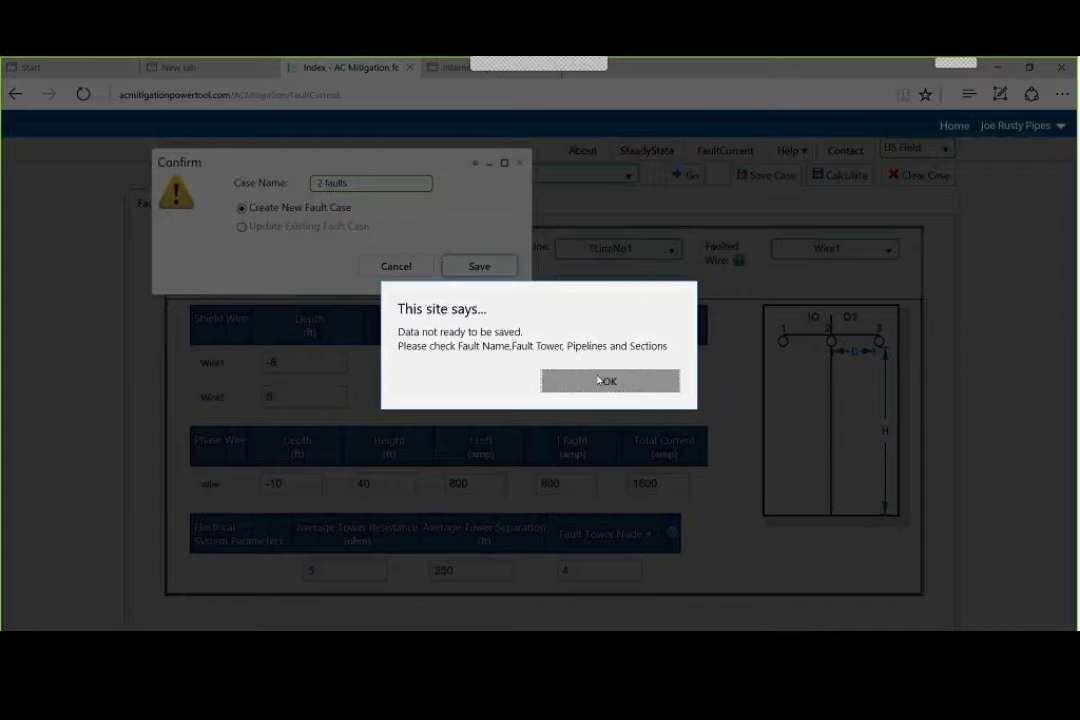 Start
New tab
Index - AC Mitigation fo
acmitigationpowertool.com/ACMitigation/FaultCurrent
Home Joe Rusty Pipes
About SteadyState FaultCurrent Help Contact US Field
Go Save Case Calculate Clear Case
Confirm
Case Name: 2 faults
Create New Fault Case
Update Existing Fault Case
Cancel Save
TLineNo1 Faulted Wire: Wire1
This site says...
Data not ready to be saved.
Please check Fault Name,Fault Tower, Pipelines and Sections
OK
Shield Wire Depth (ft)
Wire1 -8
Wire2 8
Phase Wire Depth (ft) Height (ft) I Left (amp) I Right (amp) Total Current (amp)
Wire -10 40 800 800 1600
Electrical System Parameters Average Tower Resistance (ohm) Average Tower Separation (ft) Fault Tower Node #
5 350 4
1 2 3
D
H